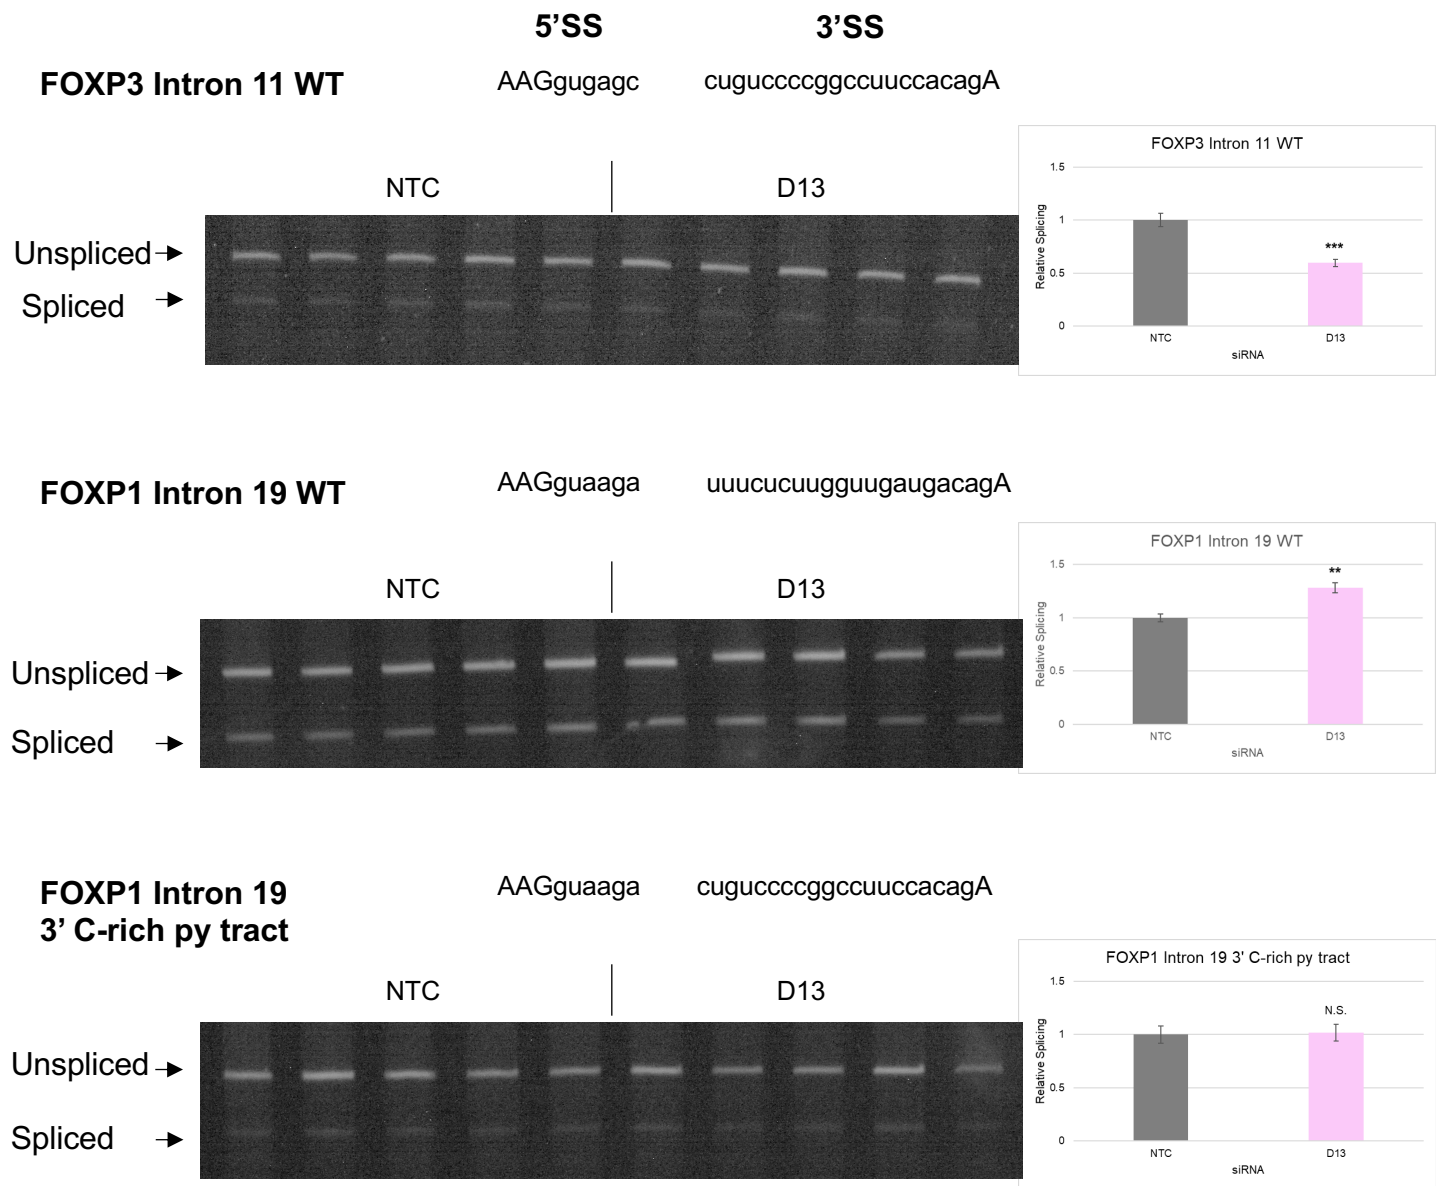 5’SS 3’SS
FOXP3 Intron 11 WT AAGgugagc cuguccccggccuuccacagA
NTC D13
Unspliced
Spliced
FOXP3 Intron 11 WT
1.5
1
0.5
0
Relative Splicing
***
NTC D13
siRNA
FOXP1 Intron 19 WT AAGguaaga uuucucuugguugaugacagA
NTC D13
Unspliced
Spliced
FOXP1 Intron 19 WT
1.5
1
0.5
0
Relative Splicing
**
NTC D13
siRNA
FOXP1 Intron 19 AAGguaaga cuguccccggccuuccacagA
3’ C-rich py tract
NTC D13
Unspliced
Spliced
FOXP1 Intron 19 3' C-rich py tract
1.5
1
0.5
0
Relative Splicing
N.S.
NTC D13
siRNA